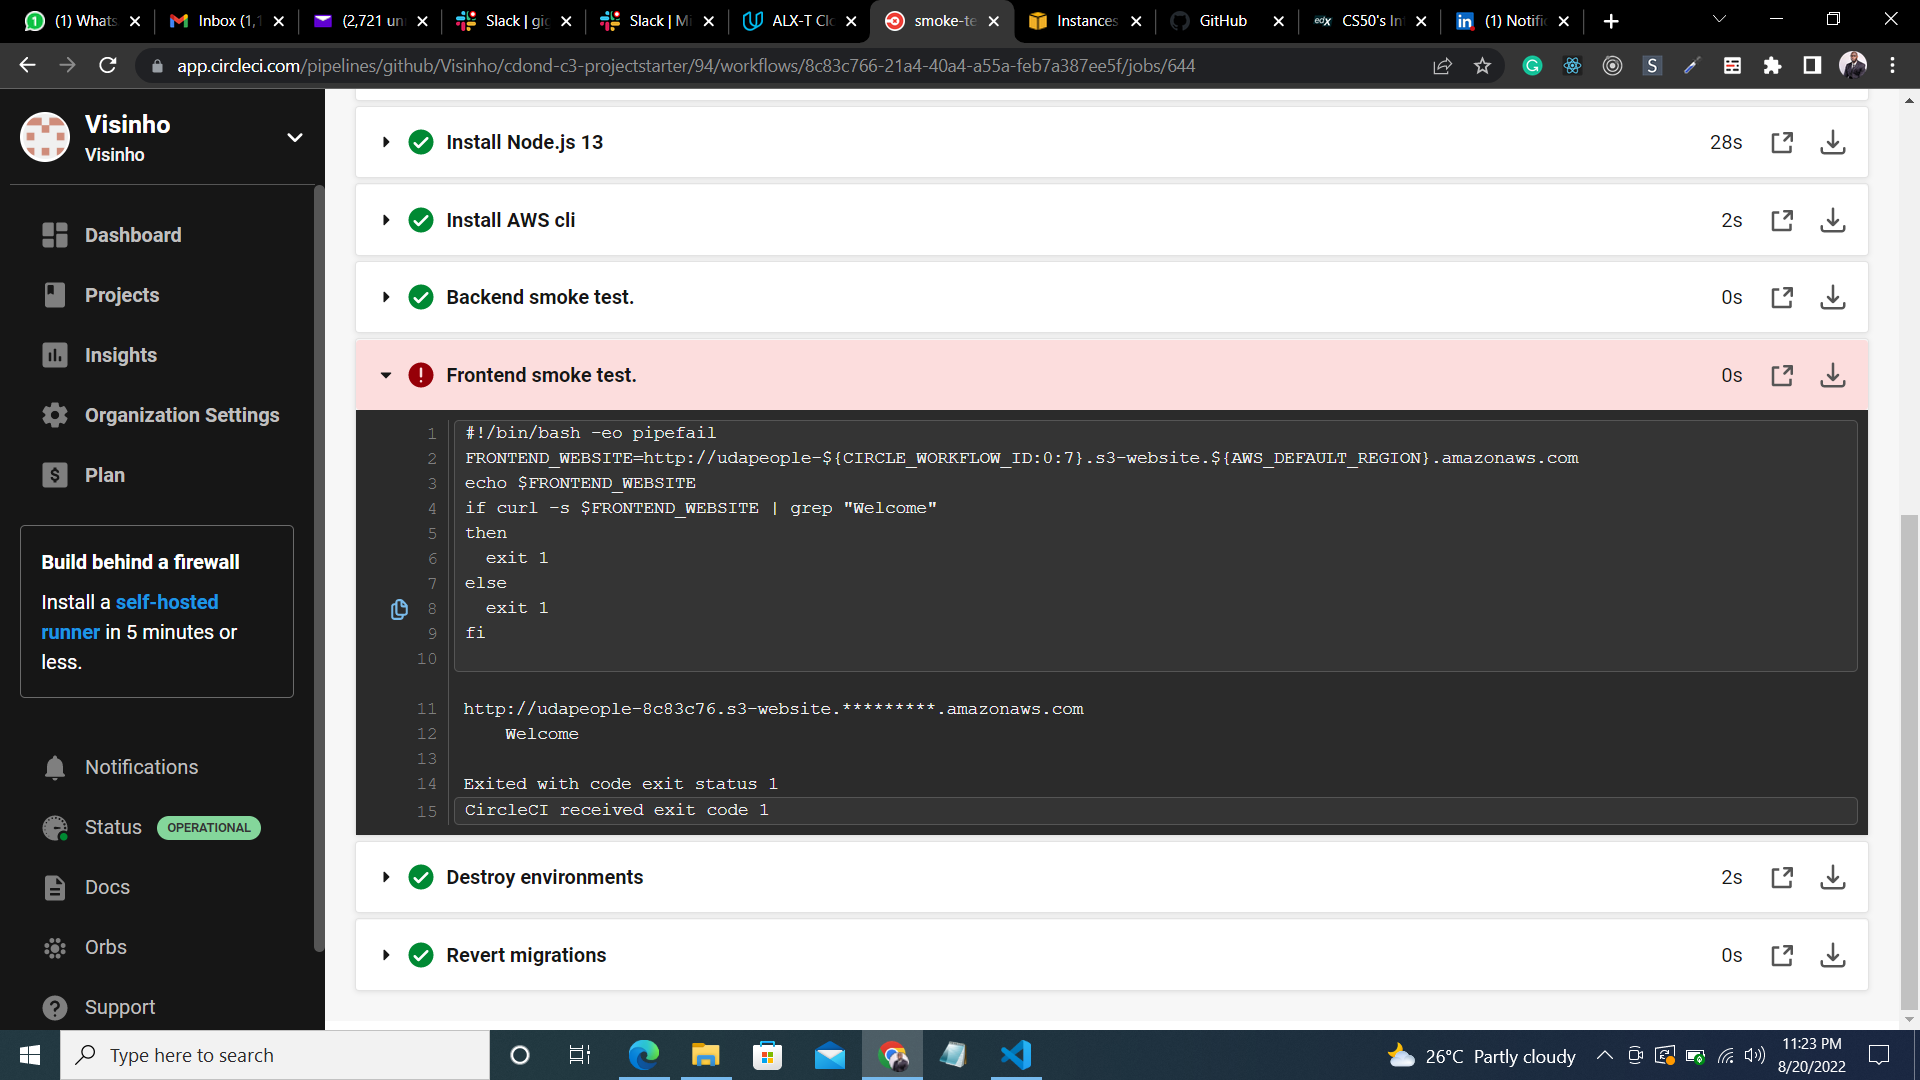 (1) Whats
Inbox (1,1
(2,721 un
Slack | gig
Slack | Mi
ALX-T Clo
smoke-te
Instances
GitHub
edX CS50's In
(1) Notific
app.circleci.com/pipelines/github/Visinho/cdond-c3-projectstarter/94/workflows/8c83c766-21a4-40a4-a55a-feb7a387ee5f/jobs/644
Visinho
Visinho
Dashboard
Projects
Insights
Organization Settings
Plan
Build behind a firewall
Install a self-hosted
runner in 5 minutes or
less.
Notifications
Status OPERATIONAL
Docs
Orbs
Support
Install Node.js 13 28s
Install AWS cli 2s
Backend smoke test. 0s
Frontend smoke test. 0s
1 #!/bin/bash -eo pipefail
2 FRONTEND_WEBSITE=http://udapeople-${CIRCLE_WORKFLOW_ID:0:7}.s3-website.${AWS_DEFAULT_REGION}.amazonaws.com
3 echo $FRONTEND_WEBSITE
4 if curl -s $FRONTEND_WEBSITE | grep "Welcome"
5 then
6   exit 1
7 else
8   exit 1
9 fi
10
11 http://udapeople-8c83c76.s3-website.*********.amazonaws.com
12     Welcome
13
14 Exited with code exit status 1
15 CircleCI received exit code 1
Destroy environments 2s
Revert migrations 0s
Type here to search
26°C Partly cloudy
11:23 PM
8/20/2022